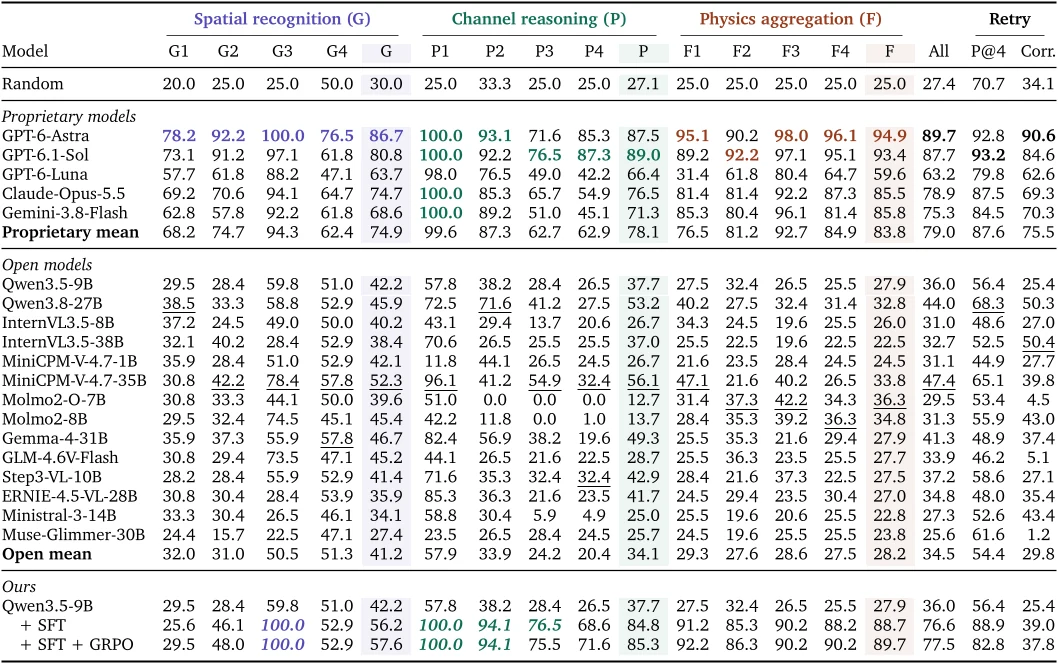 Spatial recognition (G) Channel reasoning (P) Physics aggregation (F) Retry
Model G1 G2 G3 G4 G P1 P2 P3 P4 P F1 F2 F3 F4 F All P@4 Corr.
Random 20.0 25.0 25.0 50.0 30.0 25.0 33.3 25.0 25.0 27.1 25.0 25.0 25.0 25.0 25.0 27.4 70.7 34.1
Proprietary models
GPT-6-Astra 78.2 92.2 100.0 76.5 86.7 100.0 93.1 71.6 85.3 87.5 95.1 90.2 98.0 96.1 94.9 89.7 92.8 90.6
GPT-6.1-Sol 73.1 91.2 97.1 61.8 80.8 100.0 92.2 76.5 87.3 89.0 89.2 92.2 97.1 95.1 93.4 87.7 93.2 84.6
GPT-6-Luna 57.7 61.8 88.2 47.1 63.7 98.0 76.5 49.0 42.2 66.4 31.4 61.8 80.4 64.7 59.6 63.2 79.8 62.6
Claude-Opus-5.5 69.2 70.6 94.1 64.7 74.7 100.0 85.3 65.7 54.9 76.5 81.4 81.4 92.2 87.3 85.5 78.9 87.5 69.3
Gemini-3.8-Flash 62.8 57.8 92.2 61.8 68.6 100.0 89.2 51.0 45.1 71.3 85.3 80.4 96.1 81.4 85.8 75.3 84.5 70.3
Proprietary mean 68.2 74.7 94.3 62.4 74.9 99.6 87.3 62.7 62.9 78.1 76.5 81.2 92.7 84.9 83.8 79.0 87.6 75.5
Open models
Qwen3.5-9B 29.5 28.4 59.8 51.0 42.2 57.8 38.2 28.4 26.5 37.7 27.5 32.4 26.5 25.5 27.9 36.0 56.4 25.4
Qwen3.8-27B 38.5 33.3 58.8 52.9 45.9 72.5 71.6 41.2 27.5 53.2 40.2 27.5 32.4 31.4 32.8 44.0 68.3 50.3
InternVL3.5-8B 37.2 24.5 49.0 50.0 40.2 43.1 29.4 13.7 20.6 26.7 34.3 24.5 19.6 25.5 26.0 31.0 48.6 27.0
InternVL3.5-38B 32.1 40.2 28.4 52.9 38.4 70.6 26.5 25.5 25.5 37.0 25.5 22.5 19.6 22.5 22.5 32.7 52.5 50.4
MiniCPM-V-4.7-1B 35.9 28.4 51.0 52.9 42.1 11.8 44.1 26.5 24.5 26.7 21.6 23.5 28.4 24.5 24.5 31.1 44.9 27.7
MiniCPM-V-4.7-35B 30.8 42.2 78.4 57.8 52.3 96.1 41.2 54.9 32.4 56.1 47.1 21.6 40.2 26.5 33.8 47.4 65.1 39.8
Molmo2-O-7B 30.8 33.3 44.1 50.0 39.6 51.0 0.0 0.0 0.0 12.7 31.4 37.3 42.2 34.3 36.3 29.5 53.4 4.5
Molmo2-8B 29.5 32.4 74.5 45.1 45.4 42.2 11.8 0.0 1.0 13.7 28.4 35.3 39.2 36.3 34.8 31.3 55.9 43.0
Gemma-4-31B 35.9 37.3 55.9 57.8 46.7 82.4 56.9 38.2 19.6 49.3 25.5 35.3 21.6 29.4 27.9 41.3 48.9 37.4
GLM-4.6V-Flash 30.8 29.4 73.5 47.1 45.2 44.1 26.5 21.6 22.5 28.7 25.5 36.3 23.5 25.5 27.7 33.9 46.2 5.1
Step3-VL-10B 28.2 28.4 55.9 52.9 41.4 71.6 35.3 32.4 32.4 42.9 28.4 21.6 37.3 22.5 27.5 37.2 58.6 27.1
ERNIE-4.5-VL-28B 30.8 30.4 28.4 53.9 35.9 85.3 36.3 21.6 23.5 41.7 24.5 29.4 23.5 30.4 27.0 34.8 48.0 35.4
Ministral-3-14B 33.3 30.4 26.5 46.1 34.1 58.8 30.4 5.9 4.9 25.0 25.5 19.6 20.6 25.5 22.8 27.3 52.6 43.4
Muse-Glimmer-30B 24.4 15.7 22.5 47.1 27.4 23.5 26.5 28.4 24.5 25.7 24.5 19.6 25.5 25.5 23.8 25.6 61.6 1.2
Open mean 32.0 31.0 50.5 51.3 41.2 57.9 33.9 24.2 20.4 34.1 29.3 27.6 28.6 27.5 28.2 34.5 54.4 29.8
Ours
Qwen3.5-9B 29.5 28.4 59.8 51.0 42.2 57.8 38.2 28.4 26.5 37.7 27.5 32.4 26.5 25.5 27.9 36.0 56.4 25.4
+ SFT 25.6 46.1 100.0 52.9 56.2 100.0 94.1 76.5 68.6 84.8 91.2 85.3 90.2 88.2 88.7 76.6 88.9 39.0
+ SFT + GRPO 29.5 48.0 100.0 52.9 57.6 100.0 94.1 75.5 71.6 85.3 92.2 86.3 90.2 90.2 89.7 77.5 82.8 37.8